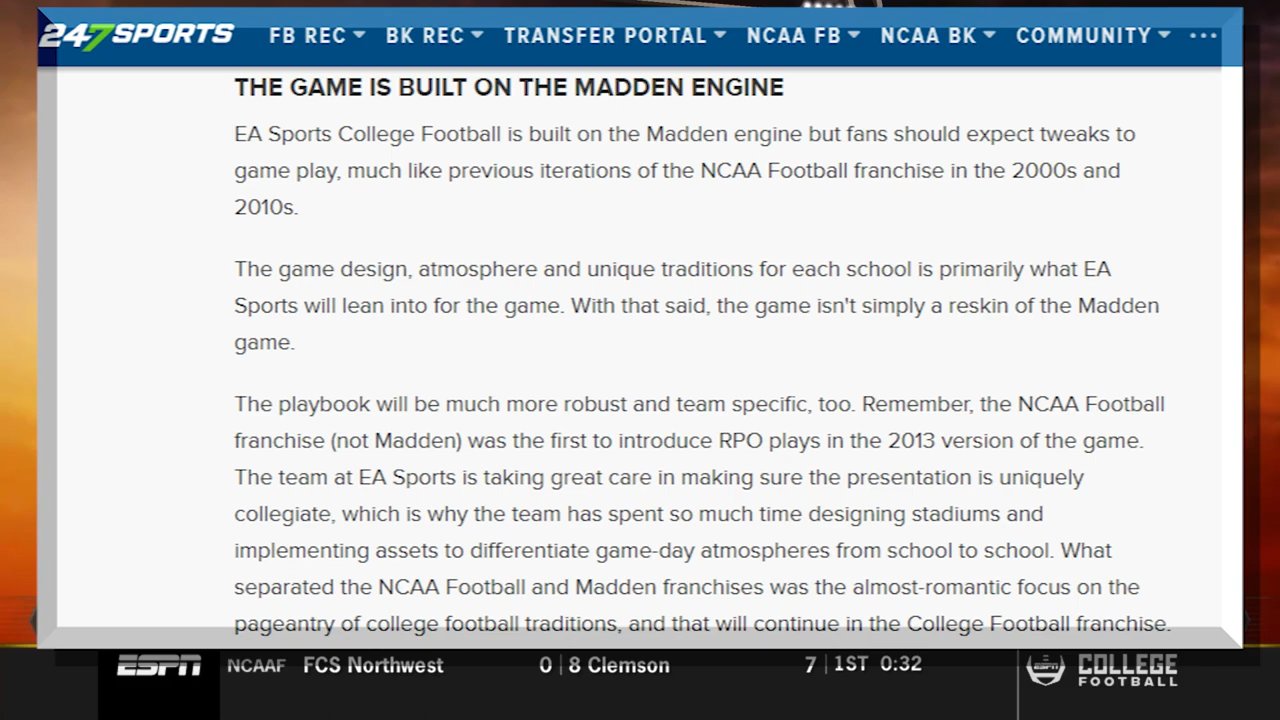 247SPORTS FB REC BK REC TRANSFER PORTAL NCAA FB NCAA BK COMMUNITY ...
THE GAME IS BUILT ON THE MADDEN ENGINE
EA Sports College Football is built on the Madden engine but fans should expect tweaks to
game play, much like previous iterations of the NCAA Football franchise in the 2000s and
2010s.
The game design, atmosphere and unique traditions for each school is primarily what EA
Sports will lean into for the game. With that said, the game isn't simply a reskin of the Madden
game.
The playbook will be much more robust and team specific, too. Remember, the NCAA Football
franchise (not Madden) was the first to introduce RPO plays in the 2013 version of the game.
The team at EA Sports is taking great care in making sure the presentation is uniquely
collegiate, which is why the team has spent so much time designing stadiums and
implementing assets to differentiate game-day atmospheres from school to school. What
separated the NCAA Football and Madden franchises was the almost-romantic focus on the
pageantry of college football traditions, and that will continue in the College Football franchise.
ESPN NCAAF FCS Northwest 0 | 8 Clemson 7 | 1ST 0:32 ESPN COLLEGE
FOOTBALL